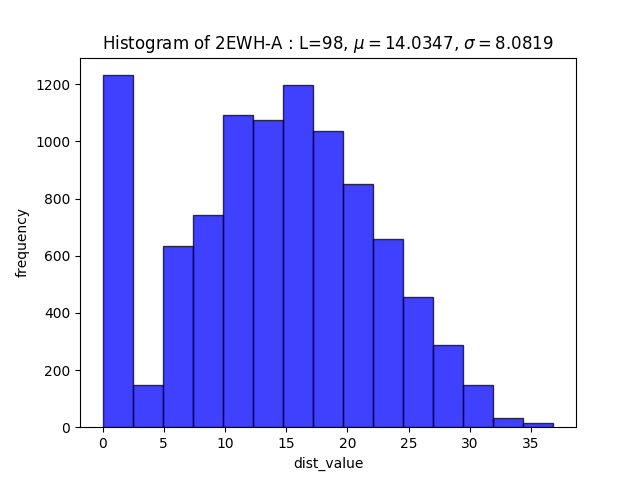 Histogram of 2EWH-A : L=98, μ = 14.0347, σ = 8.0819
1200
1000
800
600
400
200
0
frequency
0 5 10 15 20 25 30 35
dist_value